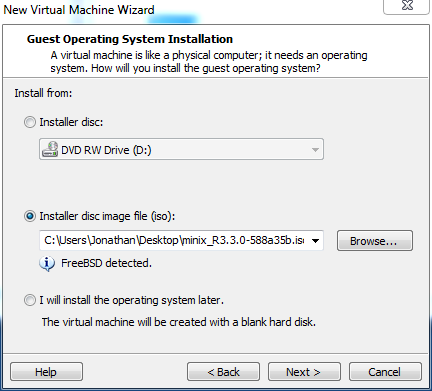 New Virtual Machine Wizard
Guest Operating System Installation
A virtual machine is like a physical computer; it needs an operating
system. How will you install the guest operating system?
Install from:
Installer disc:
DVD RW Drive (D:)
Installer disc image file (iso):
C:\Users\Jonathan\Desktop\minix_R3.3.0-588a35b.iso
Browse...
FreeBSD detected.
I will install the operating system later.
The virtual machine will be created with a blank hard disk.
Help
< Back
Next >
Cancel